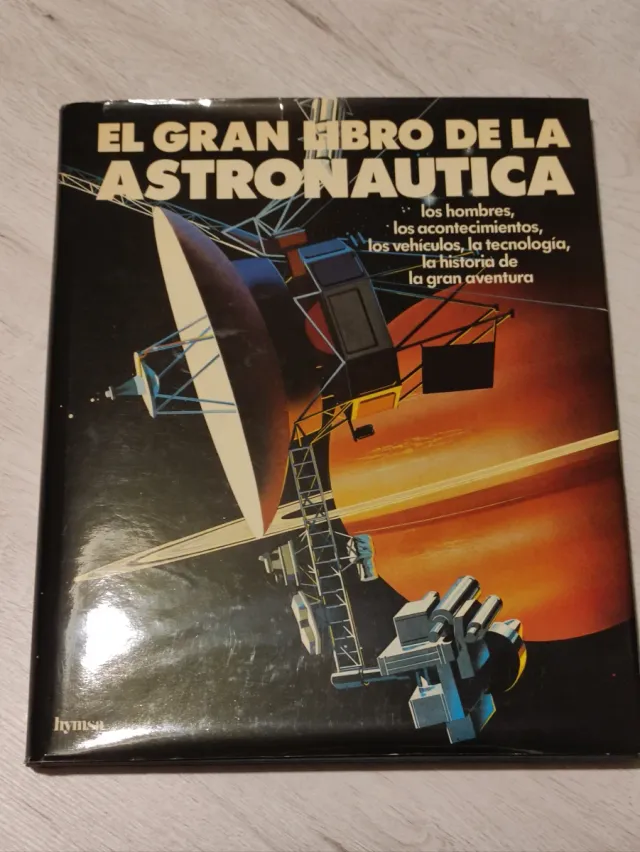 EL GRAN LIBRO DE LA
ASTRONAUTICA
los hombres,
los acontecimientos,
los vehículos, la tecnología,
la historia de
la gran aventura
hymsa